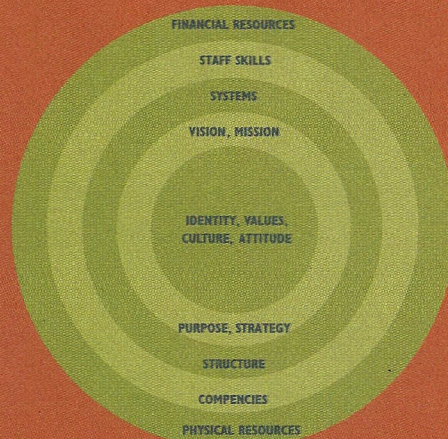 FINANCIAL RESOURCES
STAFF SKILLS
SYSTEMS
VISION, MISSION
IDENTITY, VALUES,
CULTURE, ATTITUDE
PURPOSE, STRATEGY
STRUCTURE
COMPENCIES
PHYSICAL RESOURCES